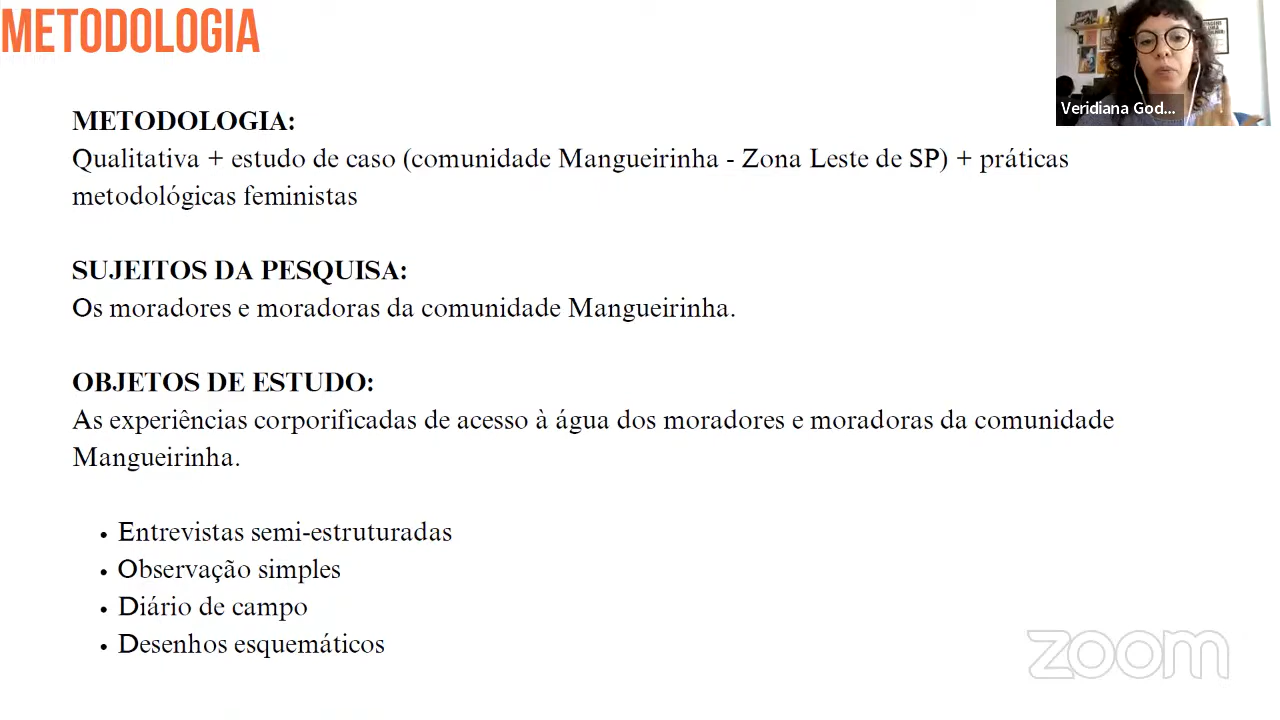 METODOLOGIA
Veridiana God...
METODOLOGIA:
Qualitativa + estudo de caso (comunidade Mangueirinha - Zona Leste de SP) + práticas
metodológicas feministas
SUJEITOS DA PESQUISA:
Os moradores e moradoras da comunidade Mangueirinha.
OBJETOS DE ESTUDO:
As experiências corporificadas de acesso à água dos moradores e moradoras da comunidade
Mangueirinha.
• Entrevistas semi-estruturadas
• Observação simples
• Diário de campo
• Desenhos esquemáticos
zoom